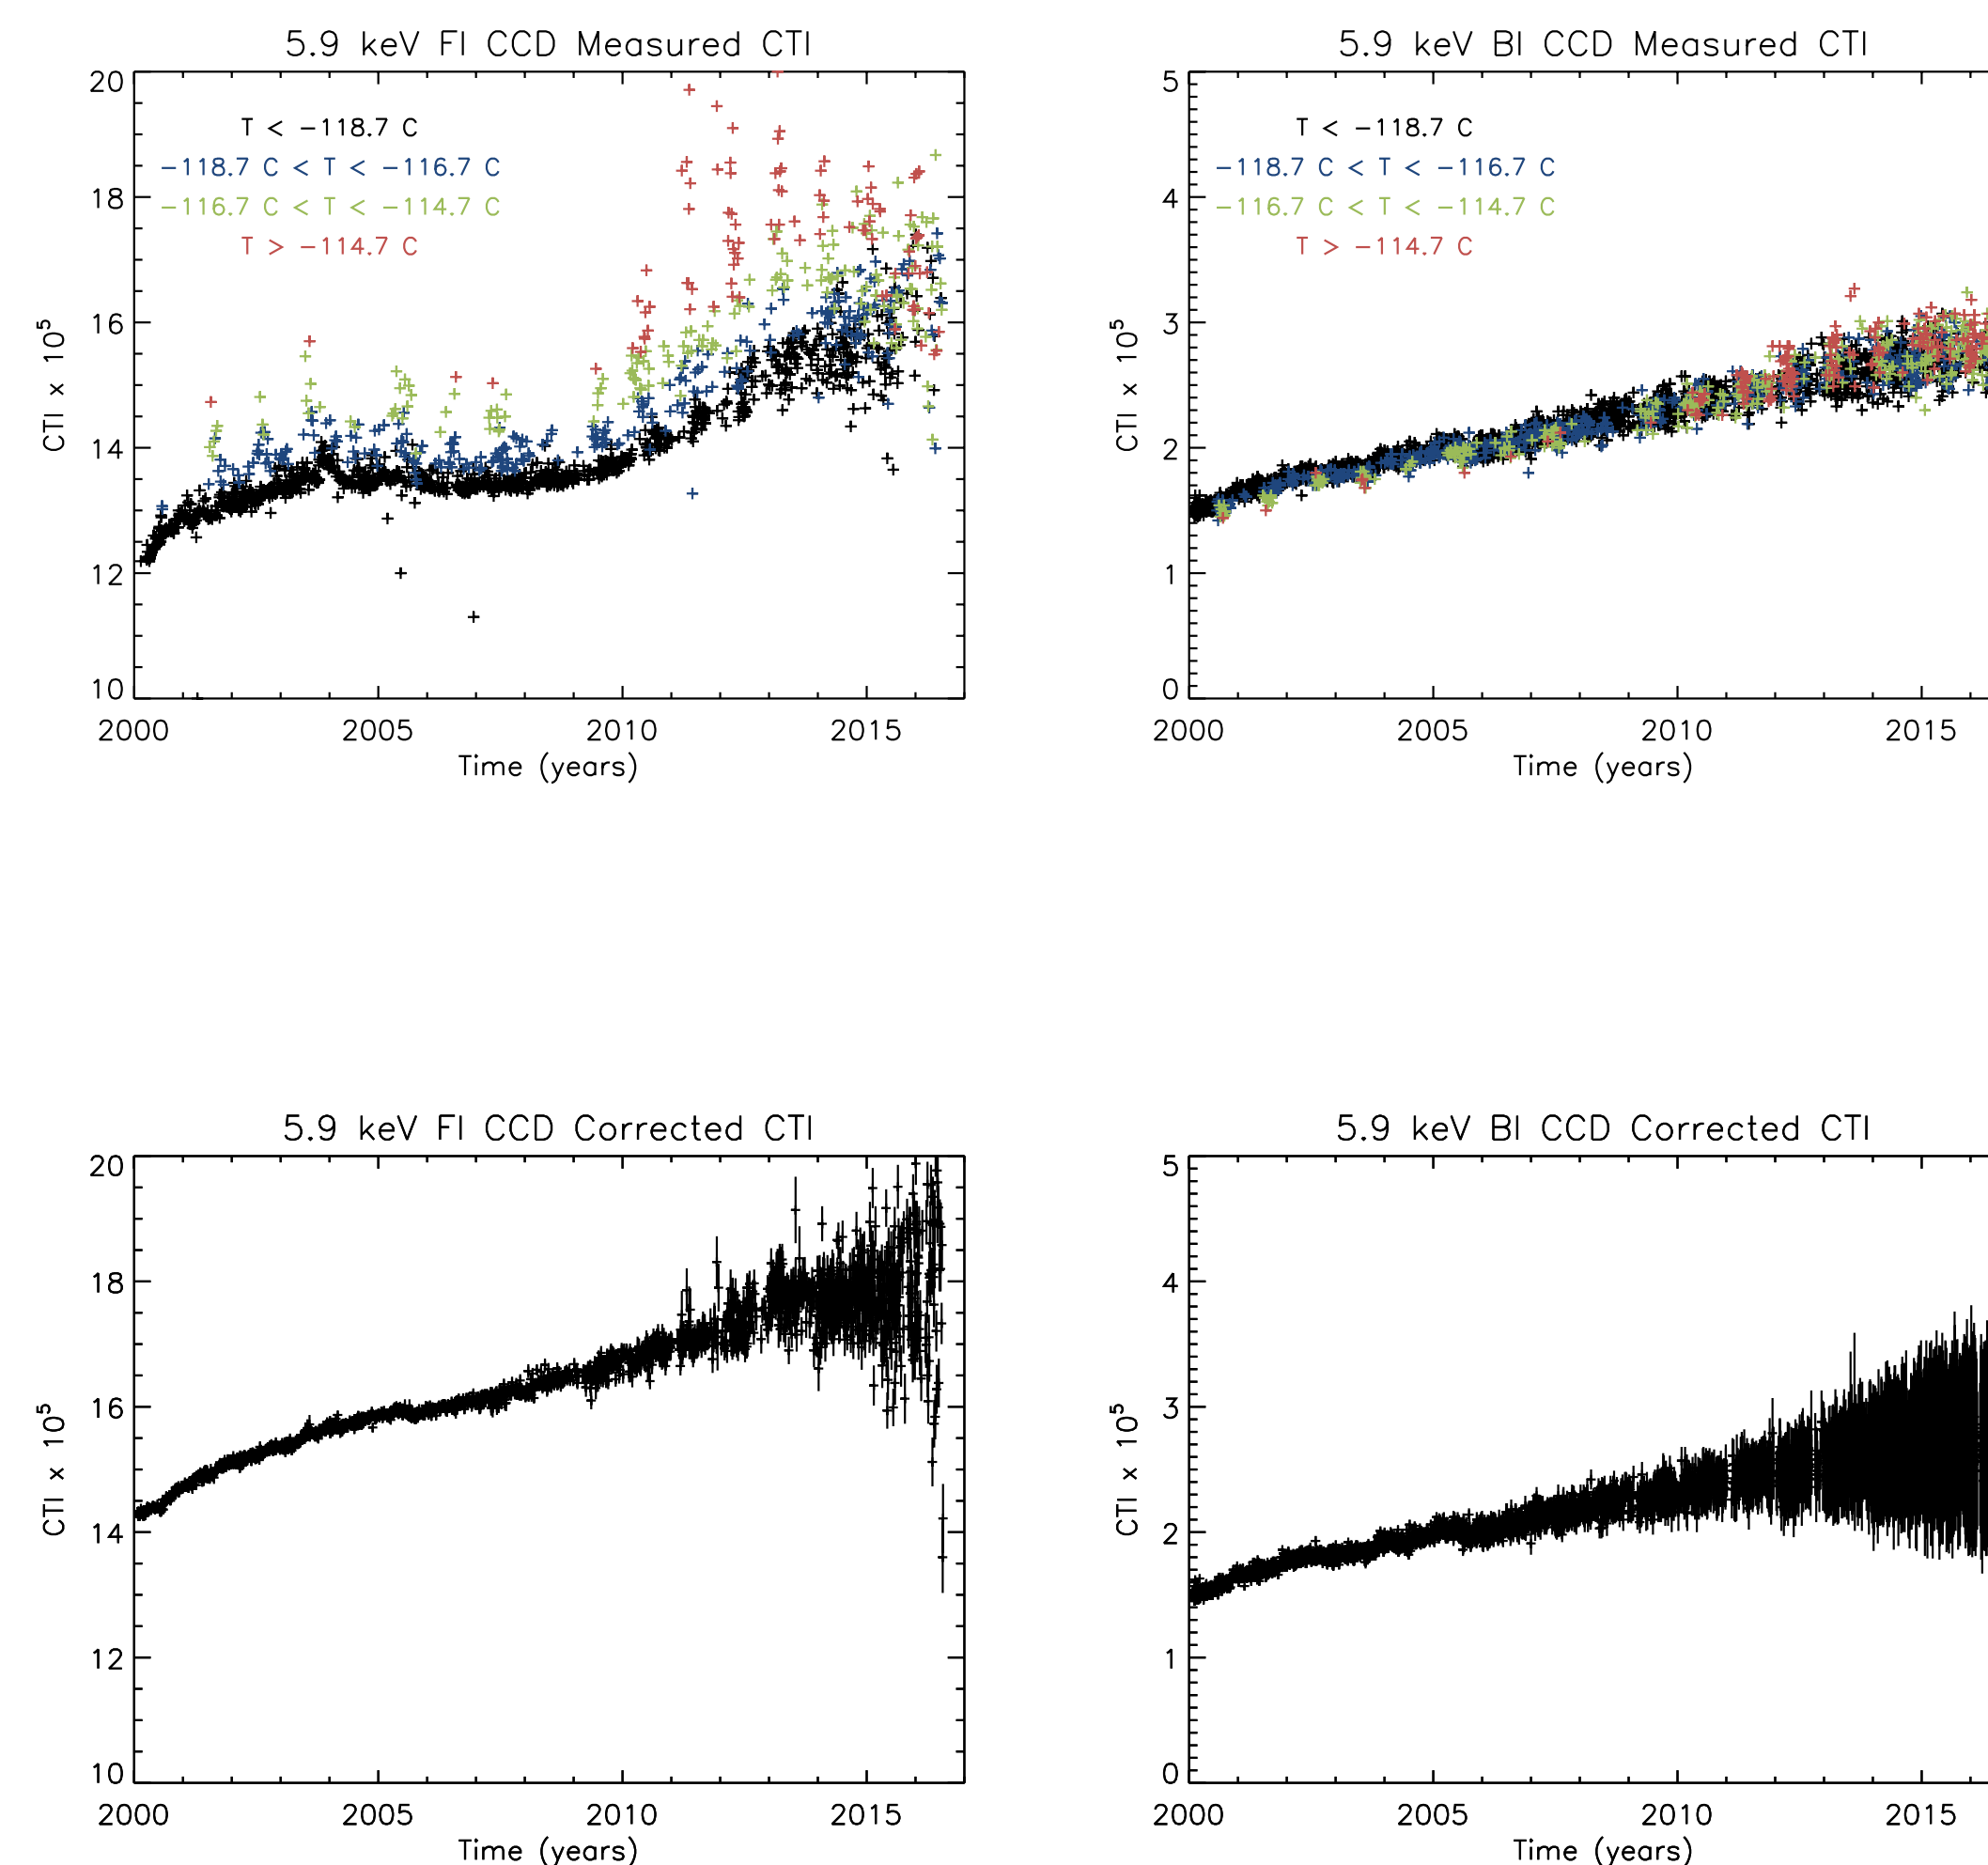 5.9 keV FI CCD Measured CTI
20
18
16
14
12
10
CTI x 10⁵
T < −118.7 C
−118.7 C < T < −116.7 C
−116.7 C < T < −114.7 C
T > −114.7 C
2000 2005 2010 2015
Time (years)
5.9 keV BI CCD Measured CTI
5
4
3
2
1
0
CTI x 10⁵
T < −118.7 C
−118.7 C < T < −116.7 C
−116.7 C < T < −114.7 C
T > −114.7 C
2000 2005 2010 2015
Time (years)
5.9 keV FI CCD Corrected CTI
20
18
16
14
12
10
CTI x 10⁵
2000 2005 2010 2015
Time (years)
5.9 keV BI CCD Corrected CTI
5
4
3
2
1
0
CTI x 10⁵
2000 2005 2010 2015
Time (years)